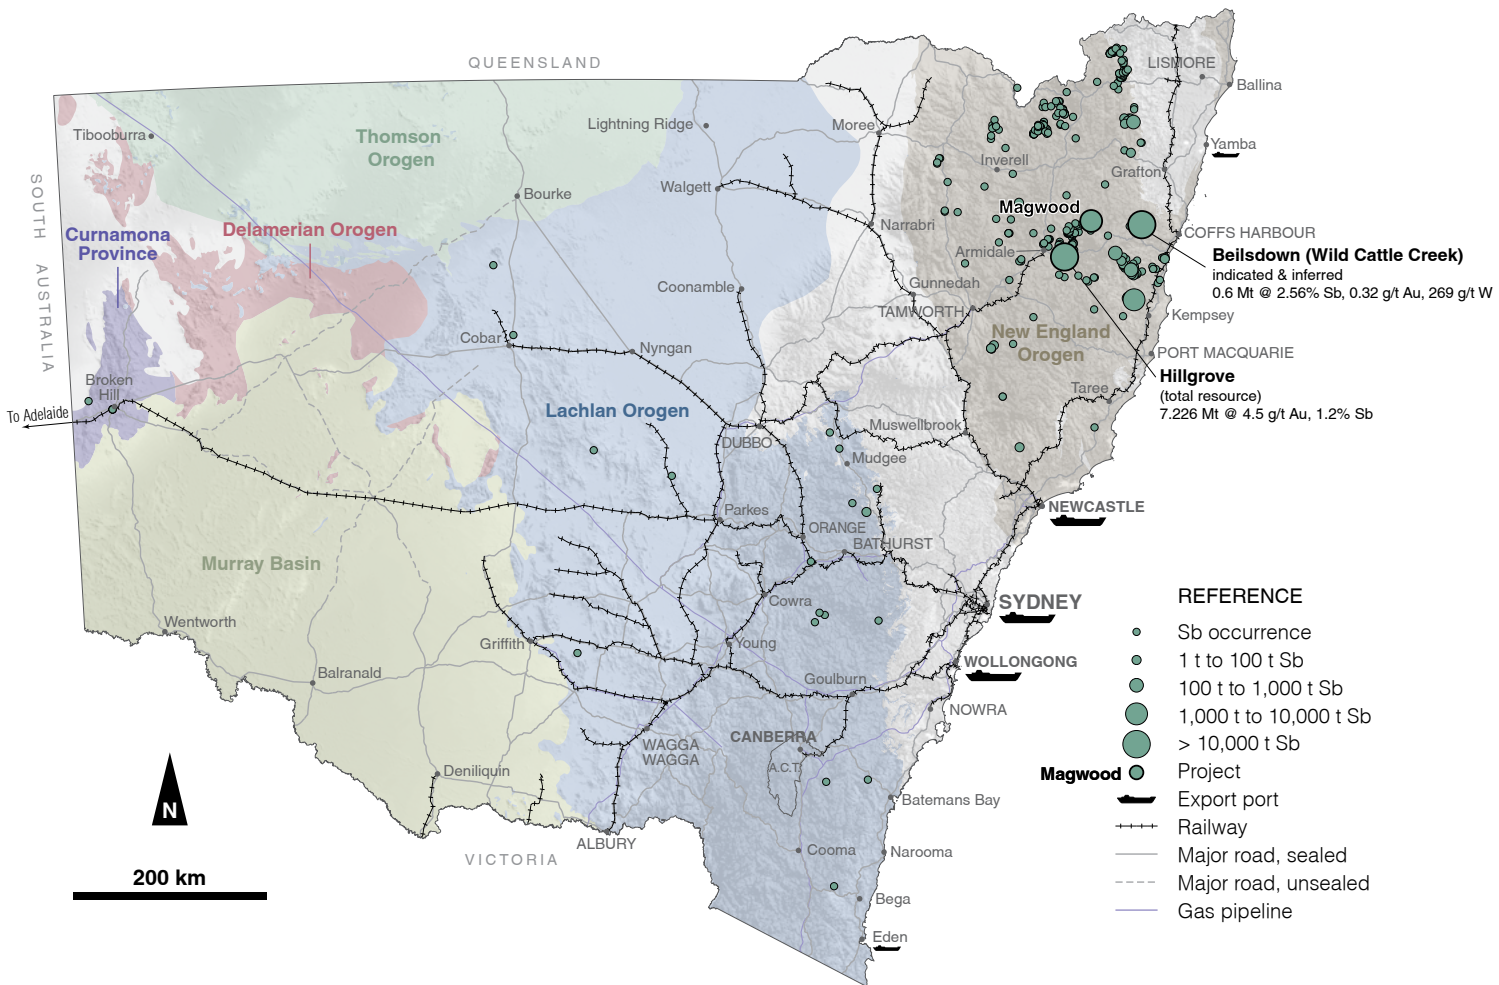 QUEENSLAND
LISMORE
Ballina
Tibooburra
Thomson
Orogen
Lightning Ridge
Moree
Yamba
Inverell
Grafton
SOUTH AUSTRALIA
Walgett
Bourke
Magwood
Narrabri
Curnamona
Province
Delamerian Orogen
COFFS HARBOUR
Armidale
Beilsdown (Wild Cattle Creek)
indicated & inferred
0.6 Mt @ 2.56% Sb, 0.32 g/t Au, 269 g/t W
Coonamble
Gunnedah
TAMWORTH
Kempsey
New England
Orogen
Cobar
Nyngan
PORT MACQUARIE
Hillgrove
(total resource)
7.226 Mt @ 4.5 g/t Au, 1.2% Sb
Broken
Hill
Taree
To Adelaide
Lachlan Orogen
Muswellbrook
DUBBO
Mudgee
Parkes
NEWCASTLE
ORANGE
BATHURST
Murray Basin
Cowra
SYDNEY
Wentworth
Griffith
Young
WOLLONGONG
Balranald
Goulburn
NOWRA
CANBERRA
WAGGA
WAGGA
A.C.T.
Deniliquin
Batemans Bay
ALBURY
VICTORIA
Cooma
Narooma
Bega
Eden
N
200 km
REFERENCE
Sb occurrence
1 t to 100 t Sb
100 t to 1,000 t Sb
1,000 t to 10,000 t Sb
> 10,000 t Sb
Magwood Project
Export port
Railway
Major road, sealed
Major road, unsealed
Gas pipeline